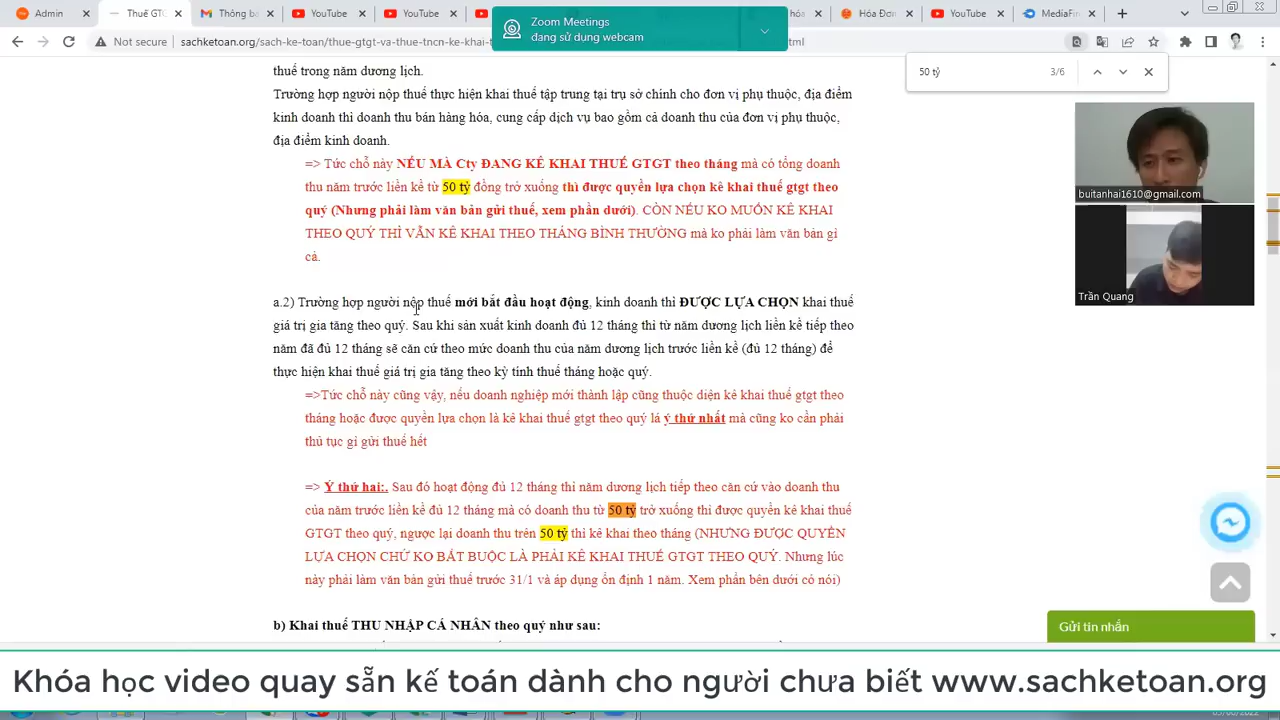 Admin
Thuế GTG
Thông bá
YouTube
YouTube
Hóa Đơn
YouTube
MediaFire
Zoom Meetings
đang sử dụng webcam
Not secure
sachketoan.org/sach-ke-toan/thue-gtgt-va-thue-tncn-ke-khai-t
ml
50 tỷ
3/6
thuế trong năm dương lịch.
Trường hợp người nộp thuế thực hiện khai thuế tập trung tại trụ sở chính cho đơn vị phụ thuộc, địa điểm
kinh doanh thì doanh thu bán hàng hóa, cung cấp dịch vụ bao gồm cả doanh thu của đơn vị phụ thuộc,
địa điểm kinh doanh.
=> Tức chỗ này NẾU MÀ Cty ĐANG KÊ KHAI THUẾ GTGT theo tháng mà có tổng doanh
thu năm trước liền kề từ 50 tỷ đồng trở xuống thì được quyền lựa chọn kê khai thuế gtgt theo
quý (Nhưng phải làm văn bản gửi thuế, xem phần dưới). CÒN NẾU KO MUỐN KÊ KHAI
THEO QUÝ THÌ VẪN KÊ KHAI THEO THÁNG BÌNH THƯỜNG mà ko phải làm văn bản gì
cả.
a.2) Trường hợp người nộp thuế mới bắt đầu hoạt động, kinh doanh thì ĐƯỢC LỰA CHỌN khai thuế
giá trị gia tăng theo quý. Sau khi sản xuất kinh doanh đủ 12 tháng thì từ năm dương lịch liền kề tiếp theo
năm đã đủ 12 tháng sẽ căn cứ theo mức doanh thu của năm dương lịch trước liền kề (đủ 12 tháng) để
thực hiện khai thuế giá trị gia tăng theo kỳ tính thuế tháng hoặc quý.
=>Tức chỗ này cũng vậy, nếu doanh nghiệp mới thành lập cũng thuộc diện kê khai thuế gtgt theo
tháng hoặc được quyền lựa chọn là kê khai thuế gtgt theo quý lá ý thứ nhất mà cũng ko cần phải
thủ tục gì gửi thuế hết
=> Ý thứ hai:. Sau đó hoạt động đủ 12 tháng thì năm dương lịch tiếp theo căn cứ vào doanh thu
của năm trước liền kề đủ 12 tháng mà có doanh thu từ 50 tỷ trở xuống thì được quyền kê khai thuế
GTGT theo quý, ngược lại doanh thu trên 50 tỷ thì kê khai theo tháng (NHƯNG ĐƯỢC QUYỀN
LỰA CHỌN CHỨ KO BẮT BUỘC LÀ PHẢI KÊ KHAI THUẾ GTGT THEO QUÝ. Nhưng lúc
này phải làm văn bản gửi thuế trước 31/1 và áp dụng ổn định 1 năm. Xem phần bên dưới có nói)
b) Khai thuế THU NHẬP CÁ NHÂN theo quý như sau:
buitanhai1610@gmail.com
Trần Quang
Gửi tin nhắn
Khóa học video quay sẵn kế toán dành cho người chưa biết www.sachketoan.org